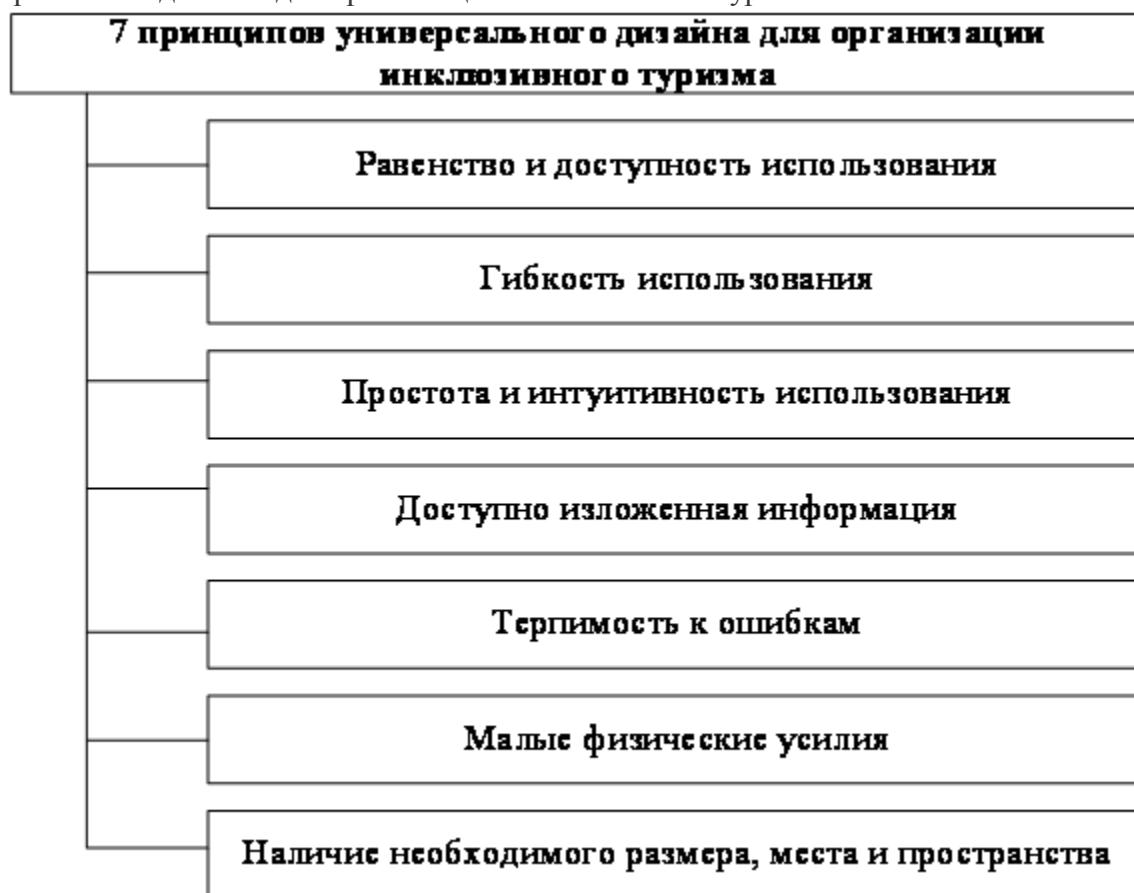 7 принципов универсального дизайна для организации
инклюзивного туризма
Равенство и доступность использования
Гибкость использования
Простота и интуитивность использования
Доступно изложенная информация
Терпимость к ошибкам
Малые физические усилия
Наличие необходимого размера, места и пространства